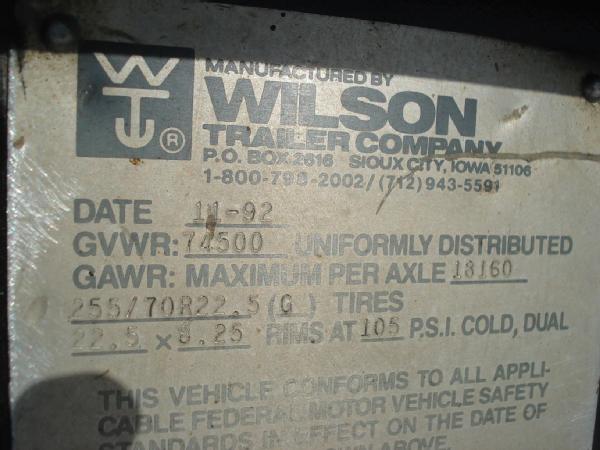 WT ®
MANUFACTURED BY
WILSON
TRAILER COMPANY
P.O. BOX 2616 SIOUX CITY, IOWA 51106
1-800-798-2002/(712) 943-5591
DATE 11-92
GVWR: 74500 UNIFORMLY DISTRIBUTED
GAWR: MAXIMUM PER AXLE 18160
255/70R22.5(G) TIRES
22.5 x 8.25 RIMS AT 105 P.S.I. COLD, DUAL
THIS VEHICLE CONFORMS TO ALL APPLI-
CABLE FEDERAL MOTOR VEHICLE SAFETY
STANDARDS IN EFFECT ON THE DATE OF
ABOVE.